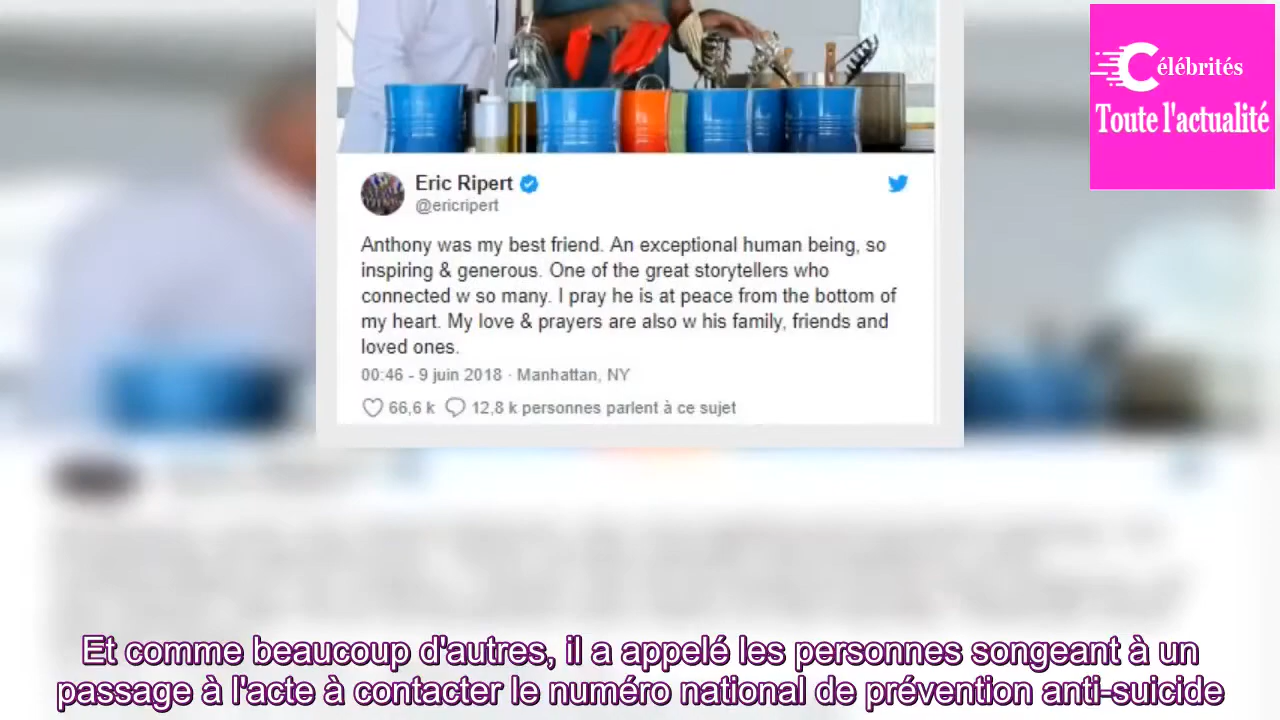 Célébrités
Toute l'actualité
Eric Ripert
@ericripert
Anthony was my best friend. An exceptional human being, so
inspiring & generous. One of the great storytellers who
connected w so many. I pray he is at peace from the bottom of
my heart. My love & prayers are also w his family, friends and
loved ones.
00:46 - 9 juin 2018 · Manhattan, NY
66,6 k 12,8 k personnes parlent à ce sujet
Et comme beaucoup d'autres, il a appelé les personnes songeant à un
passage à l'acte à contacter le numéro national de prévention anti-suicide